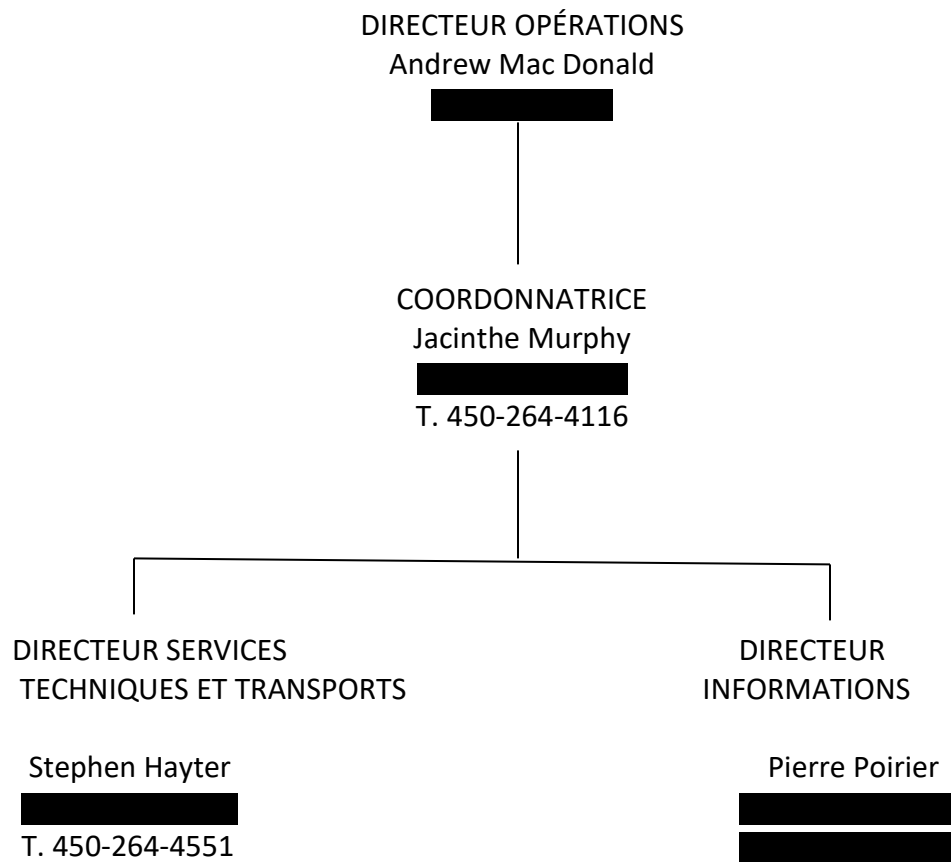 DIRECTEUR OPÉRATIONS
Andrew Mac Donald
COORDONNATRICE
Jacinthe Murphy
T. 450-264-4116
DIRECTEUR SERVICES
TECHNIQUES ET TRANSPORTS
Stephen Hayter
T. 450-264-4551
DIRECTEUR
INFORMATIONS
Pierre Poirier